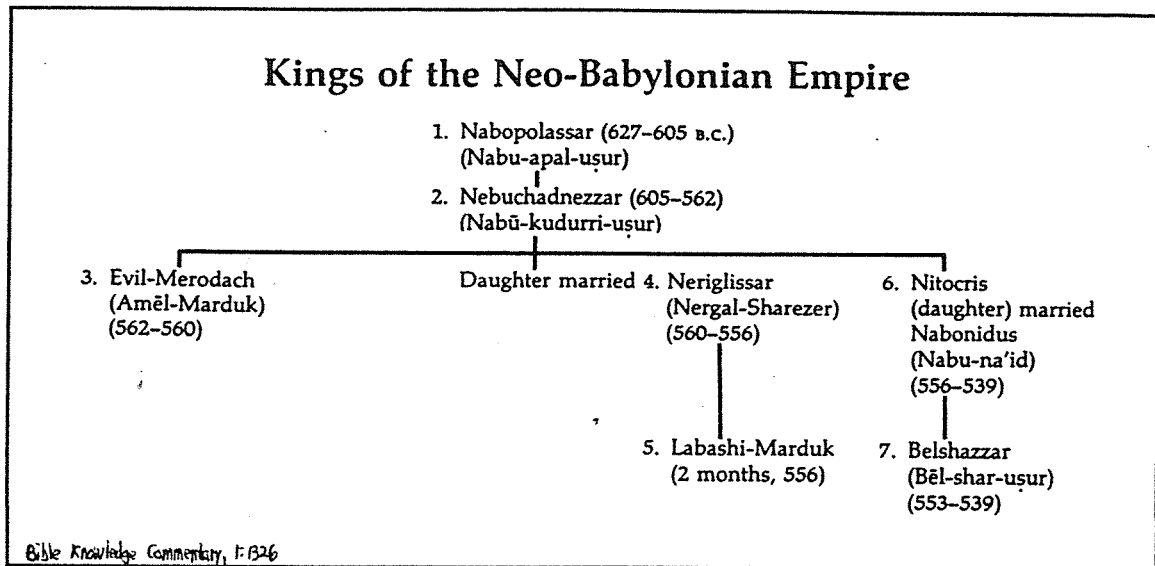 Kings of the Neo-Babylonian Empire
1. Nabopolassar (627–605 B.C.)
(Nabu-apal-uṣur)
2. Nebuchadnezzar (605–562)
(Nabū-kudurri-uṣur)
3. Evil-Merodach
(Amēl-Marduk)
(562–560)
Daughter married 4. Neriglissar
(Nergal-Sharezer)
(560–556)
6. Nitocris
(daughter) married
Nabonidus
(Nabu-na'id)
(556–539)
5. Labashi-Marduk
(2 months, 556)
7. Belshazzar
(Bēl-shar-uṣur)
(553–539)
Bible Knowledge Commentary, 1:1326